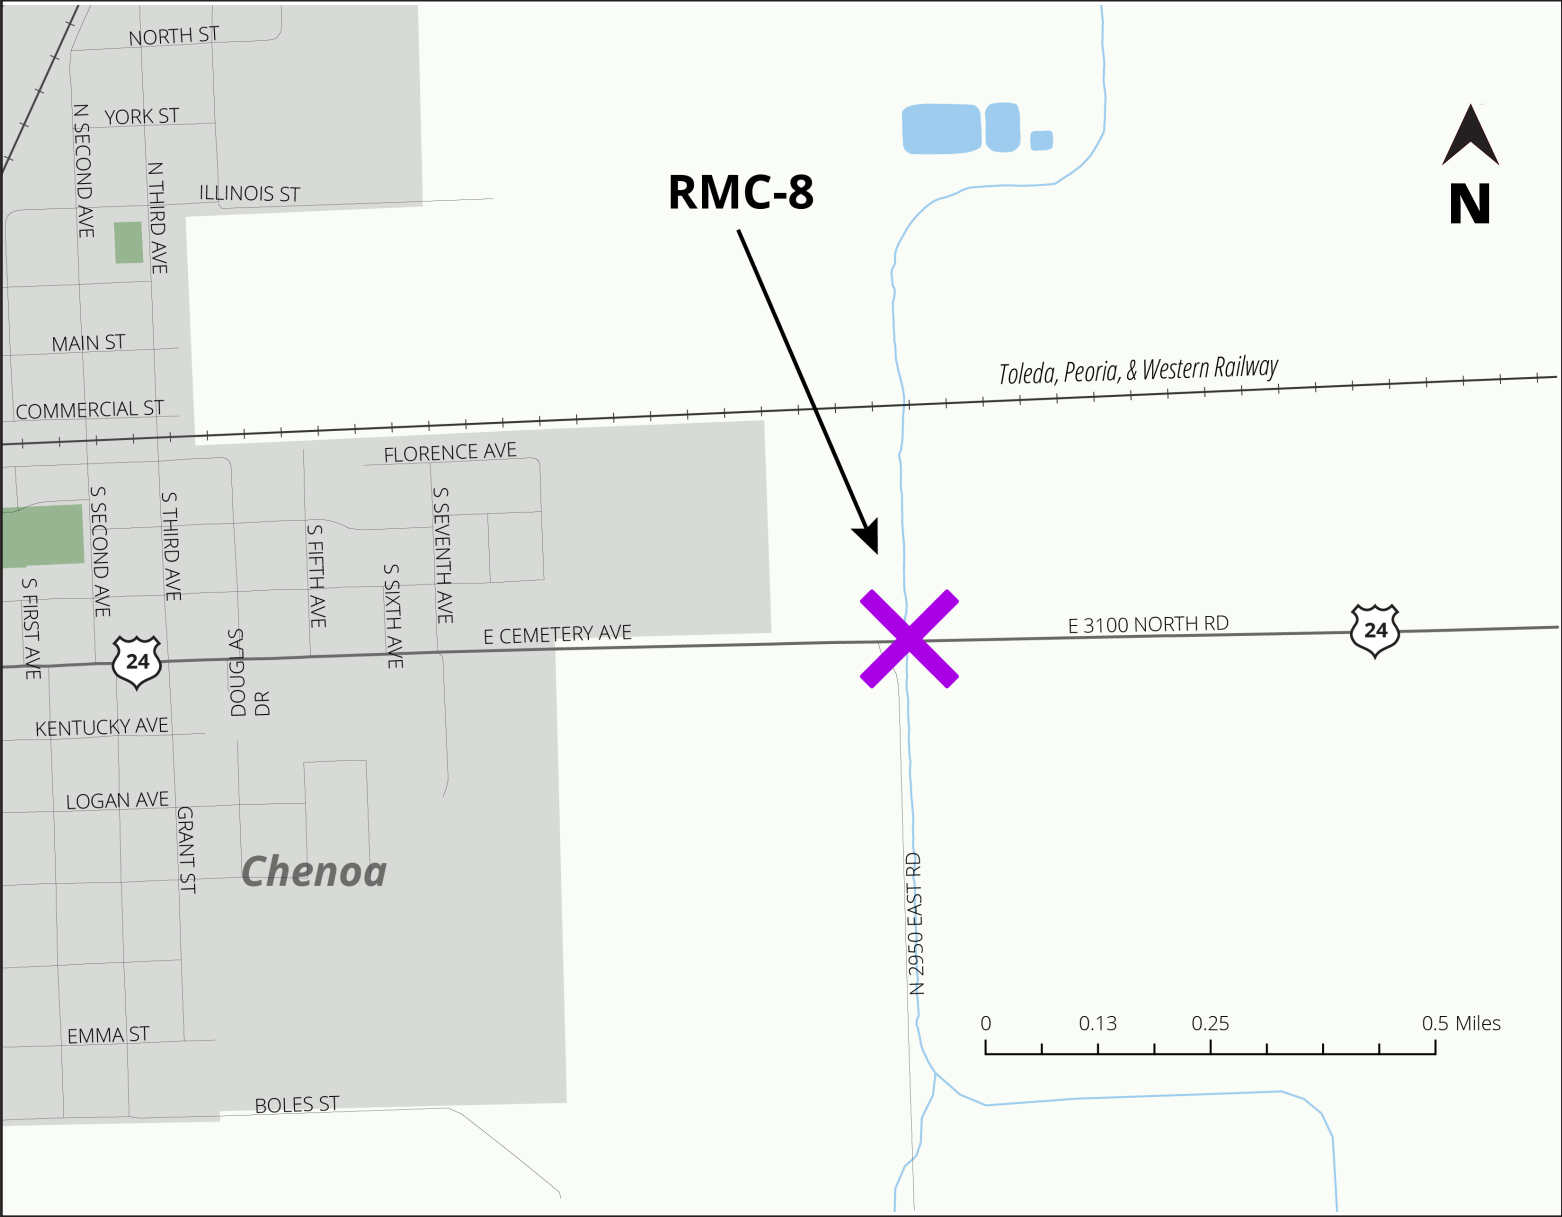 NORTH ST
YORK ST
N SECOND AVE
N THIRD AVE
ILLINOIS ST
RMC-8
N
MAIN ST
COMMERCIAL ST
Toleda, Peoria, & Western Railway
FLORENCE AVE
S SECOND AVE
S THIRD AVE
S FIFTH AVE
S SEVENTH AVE
S SIXTH AVE
S FIRST AVE
E CEMETERY AVE
E 3100 NORTH RD
24
24
DOUGLAS
DR
KENTUCKY AVE
LOGAN AVE
GRANT ST
Chenoa
N 2950 EAST RD
0 0.13 0.25 0.5 Miles
EMMA ST
BOLES ST